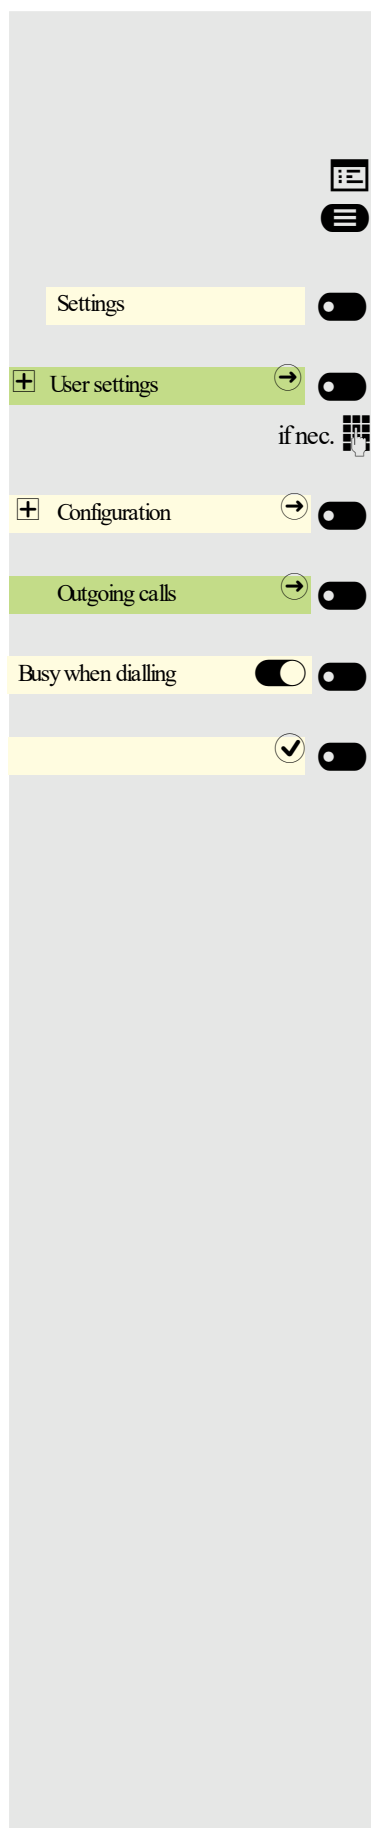 Settings
User settings
if nec.
Configuration
Outgoing calls
Busy when dialling